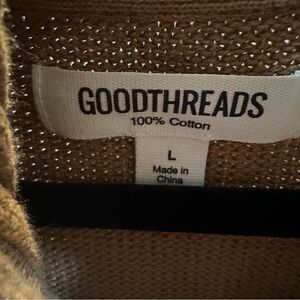 GOODTHREADS
100% Cotton
L
Made in
China